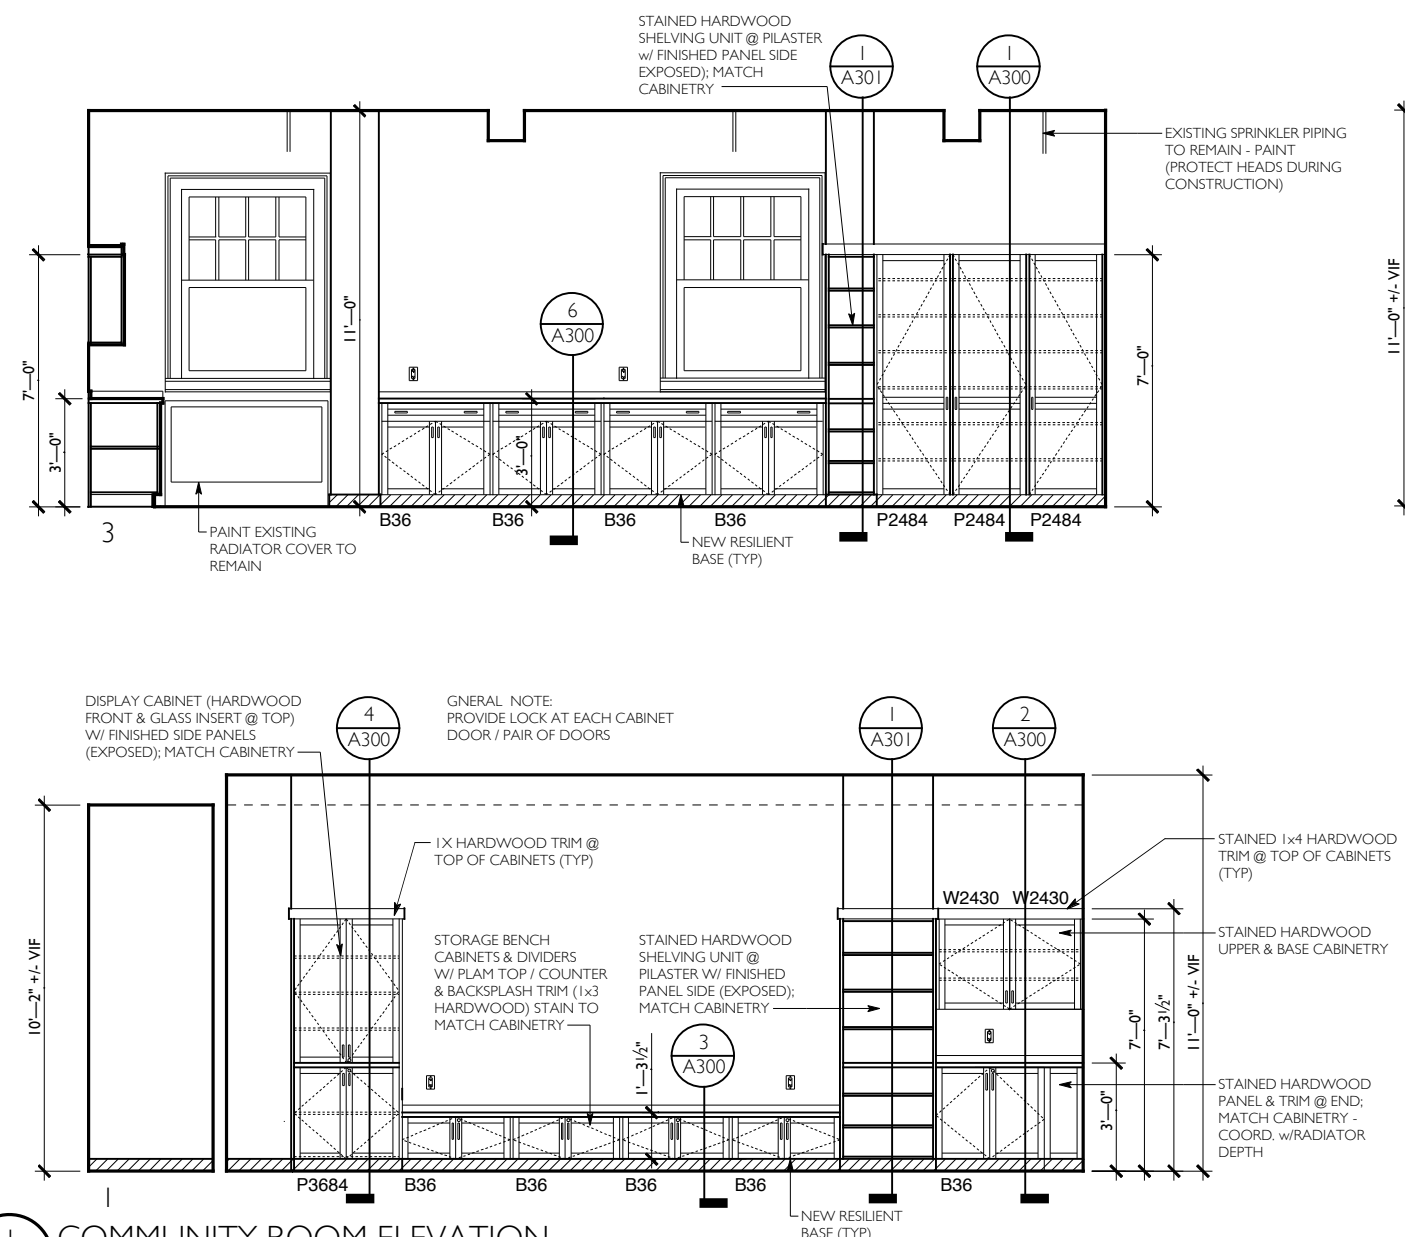 STAINED HARDWOOD
SHELVING UNIT @ PILASTER
w/ FINISHED PANEL SIDE
EXPOSED); MATCH
CABINETRY
1
A301
1
A300
EXISTING SPRINKLER PIPING
TO REMAIN - PAINT
(PROTECT HEADS DURING
CONSTRUCTION)
7'—0"
3'—0"
11'—0"
6
A300
3'—0"
7'—0"
11'—0" +/- VIF
3
B36 B36 B36 B36 P2484 P2484 P2484
PAINT EXISTING
RADIATOR COVER TO
REMAIN
NEW RESILIENT
BASE (TYP)
DISPLAY CABINET (HARDWOOD
FRONT & GLASS INSERT @ TOP)
W/ FINISHED SIDE PANELS
(EXPOSED); MATCH CABINETRY
4
A300
GNERAL NOTE:
PROVIDE LOCK AT EACH CABINET
DOOR / PAIR OF DOORS
1
A301
2
A300
1X HARDWOOD TRIM @
TOP OF CABINETS (TYP)
STAINED 1x4 HARDWOOD
TRIM @ TOP OF CABINETS
(TYP)
W2430 W2430
STORAGE BENCH
CABINETS & DIVIDERS
W/ PLAM TOP / COUNTER
& BACKSPLASH TRIM (1x3
HARDWOOD) STAIN TO
MATCH CABINETRY
STAINED HARDWOOD
SHELVING UNIT @
PILASTER W/ FINISHED
PANEL SIDE (EXPOSED);
MATCH CABINETRY
STAINED HARDWOOD
UPPER & BASE CABINETRY
10'—2" +/- VIF
1'—3 1/2"
3
A300
3'—0"
7'—0"
7'—3 1/2"
11'—0" +/- VIF
STAINED HARDWOOD
PANEL & TRIM @ END;
MATCH CABINETRY -
COORD. w/RADIATOR
DEPTH
1
P3684 B36 B36 B36 B36 B36
NEW RESILIENT
BASE (TYP)
COMMUNITY ROOM ELEVATION